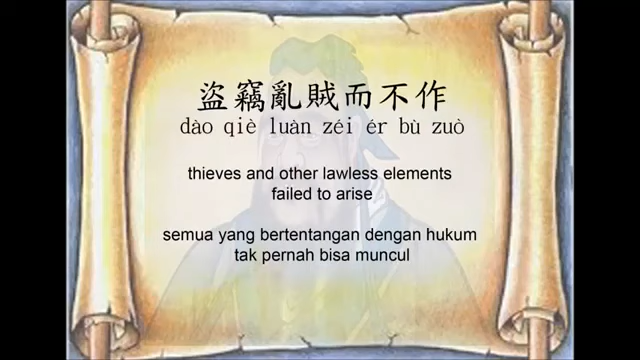 盜竊亂賊而不作
dào qiè luàn zéi ér bù zuò
thieves and other lawless elements
failed to arise
semua yang bertentangan dengan hukum
tak pernah bisa muncul